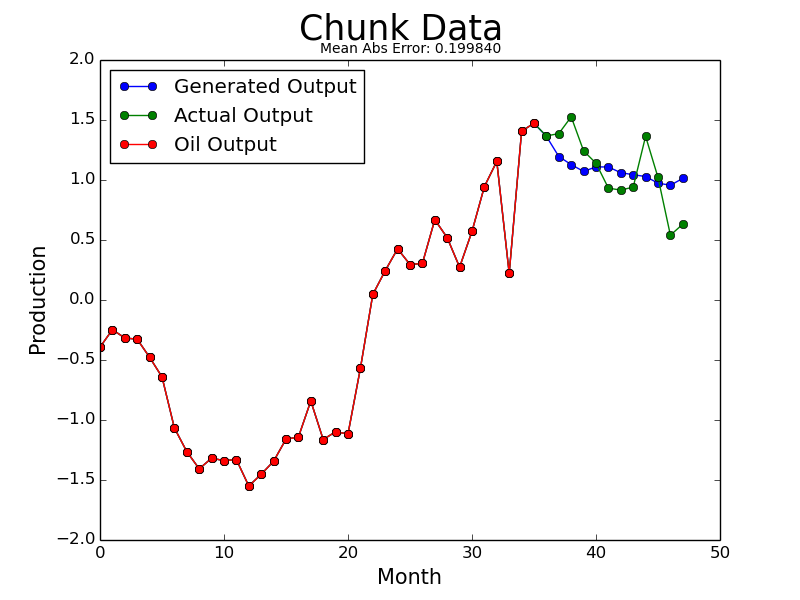 Chunk Data
Mean Abs Error: 0.199840
Generated Output
Actual Output
Oil Output
2.0
1.5
1.0
0.5
0.0
−0.5
−1.0
−1.5
−2.0
Production
0 10 20 30 40 50
Month